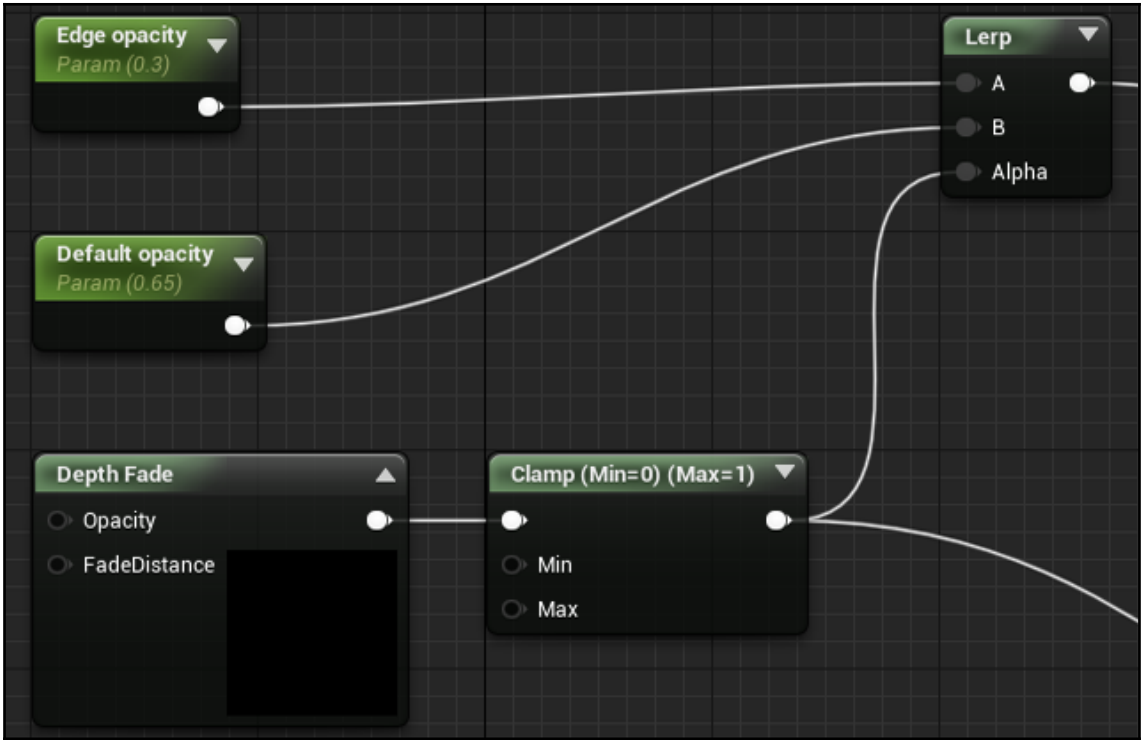 Edge opacity
Param (0.3)
Lerp
A
B
Alpha
Default opacity
Param (0.65)
Depth Fade
Opacity
FadeDistance
Clamp (Min=0) (Max=1)
Min
Max